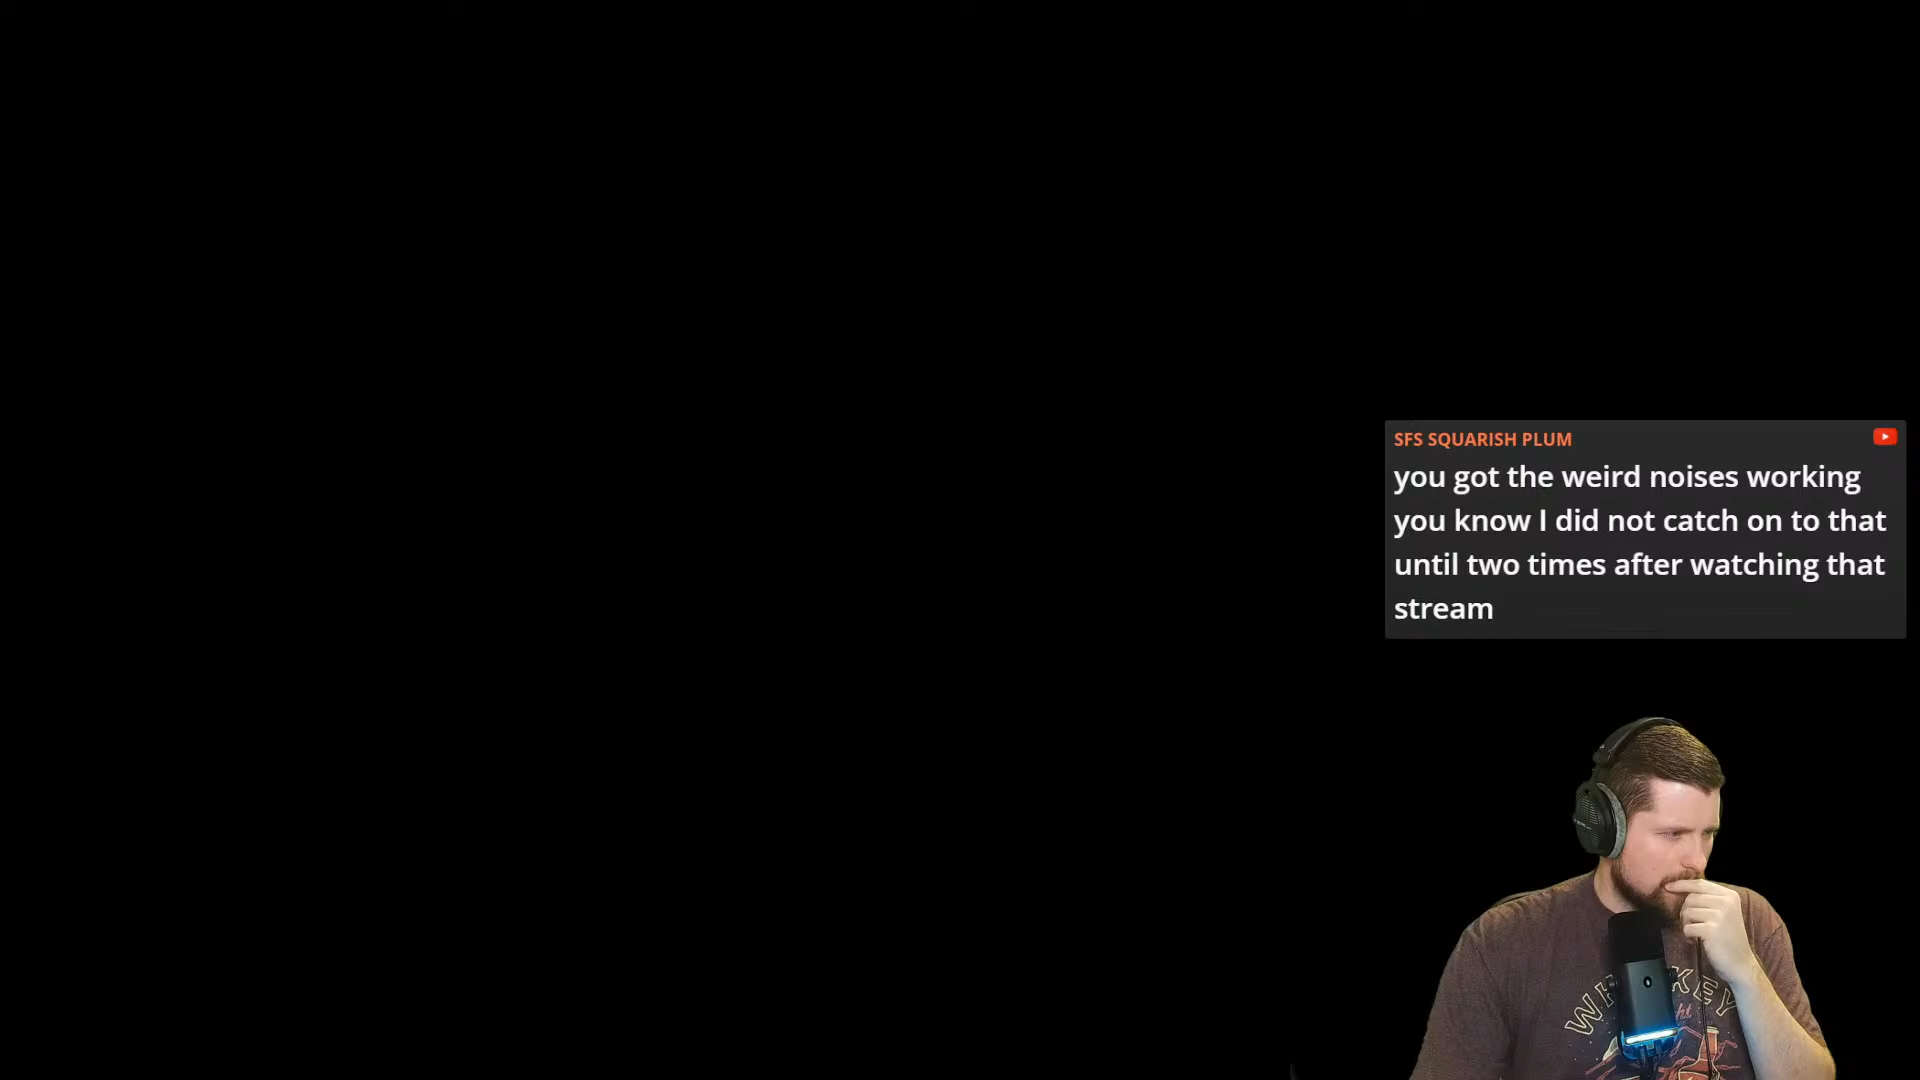 SFS SQUARISH PLUM
you got the weird noises working
you know I did not catch on to that
until two times after watching that
stream